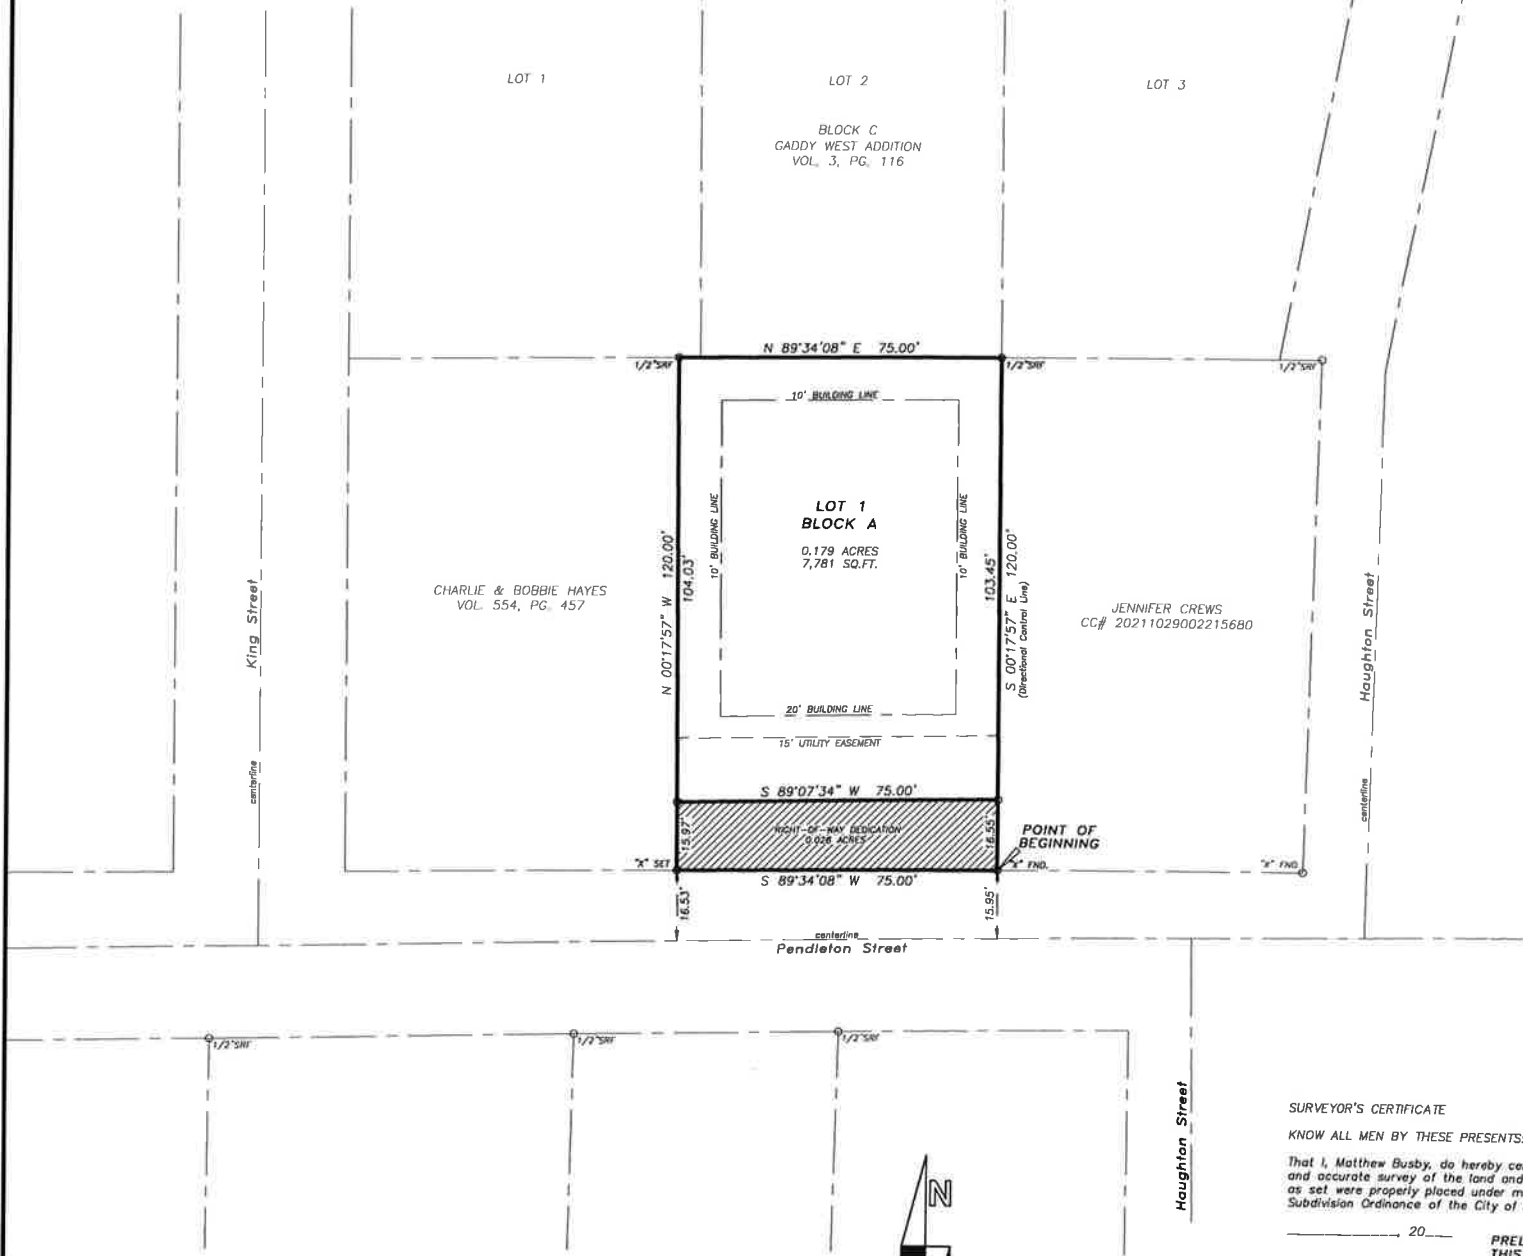 LOT 1
LOT 2
LOT 3
BLOCK C
GADDY WEST ADDITION
VOL. 3, PG. 116
N 89°34'08" E 75.00'
1/2"SRF
1/2"SRF
1/2"SRF
10' BUILDING LINE
10' BUILDING LINE
10' BUILDING LINE
LOT 1
BLOCK A
0.179 ACRES
7,781 SQ.FT.
N 00°17'57" W 120.00'
104.03'
103.45'
S 00°17'57" E 120.00'
(Directional Control Line)
King Street
centerline
CHARLIE & BOBBIE HAYES
VOL. 554, PG. 457
JENNIFER CREWS
CC# 20211029002215680
Haughton Street
centerline
20' BUILDING LINE
15' UTILITY EASEMENT
S 89°07'34" W 75.00'
15.97'
RIGHT-OF-WAY DEDICATION
0.028 ACRES
16.55'
POINT OF
BEGINNING
"X" SET
"X" FND.
"X" FND.
S 89°34'08" W 75.00'
16.53'
15.95'
centerline
Pendleton Street
1/2"SRF
1/2"SRF
1/2"SRF
Haughton Street
N
SURVEYOR'S CERTIFICATE
KNOW ALL MEN BY THESE PRESENTS:
That I, Matthew Busby, do hereby ce
and accurate survey of the land and
as set were properly placed under m
Subdivision Ordinance of the City of
, 20
PREL
THIS